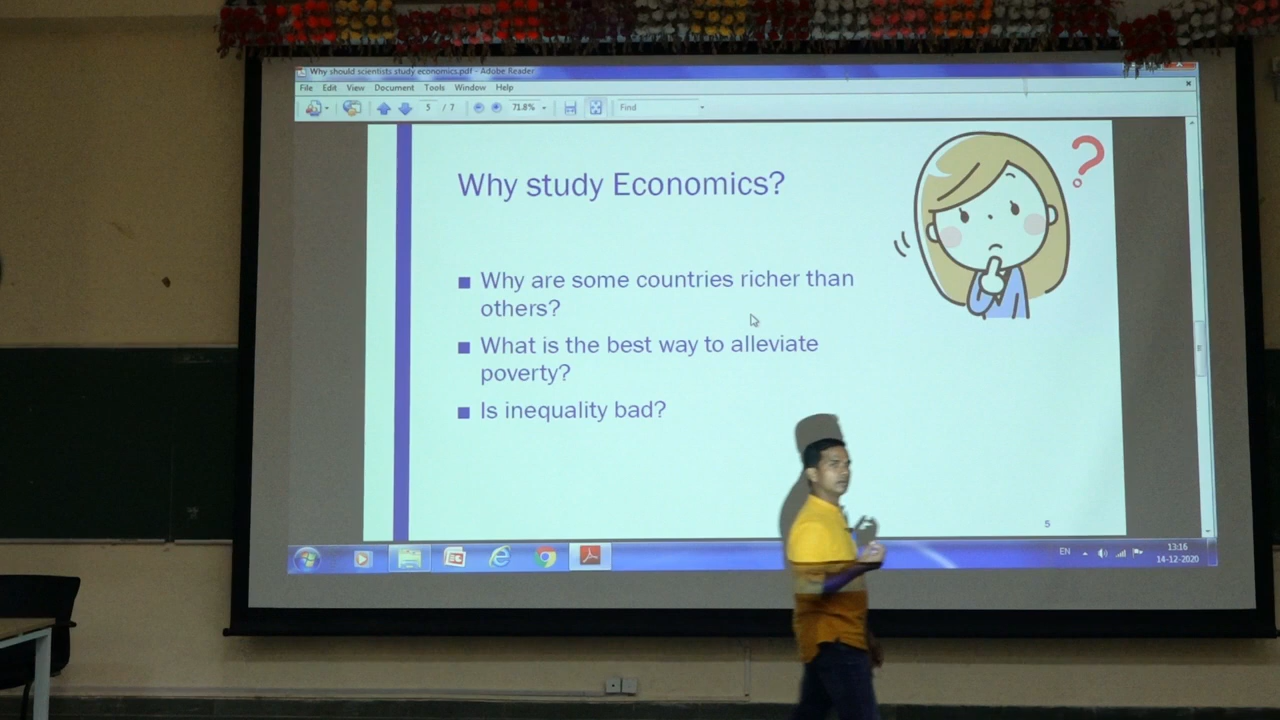 Why should scientists study economics.pdf - Adobe Reader
File Edit View Document Tools Window Help
5 / 7 71.8% Find
Why study Economics?
?
■ Why are some countries richer than
others?
■ What is the best way to alleviate
poverty?
■ Is inequality bad?
5
EN 13:16
14-12-2020